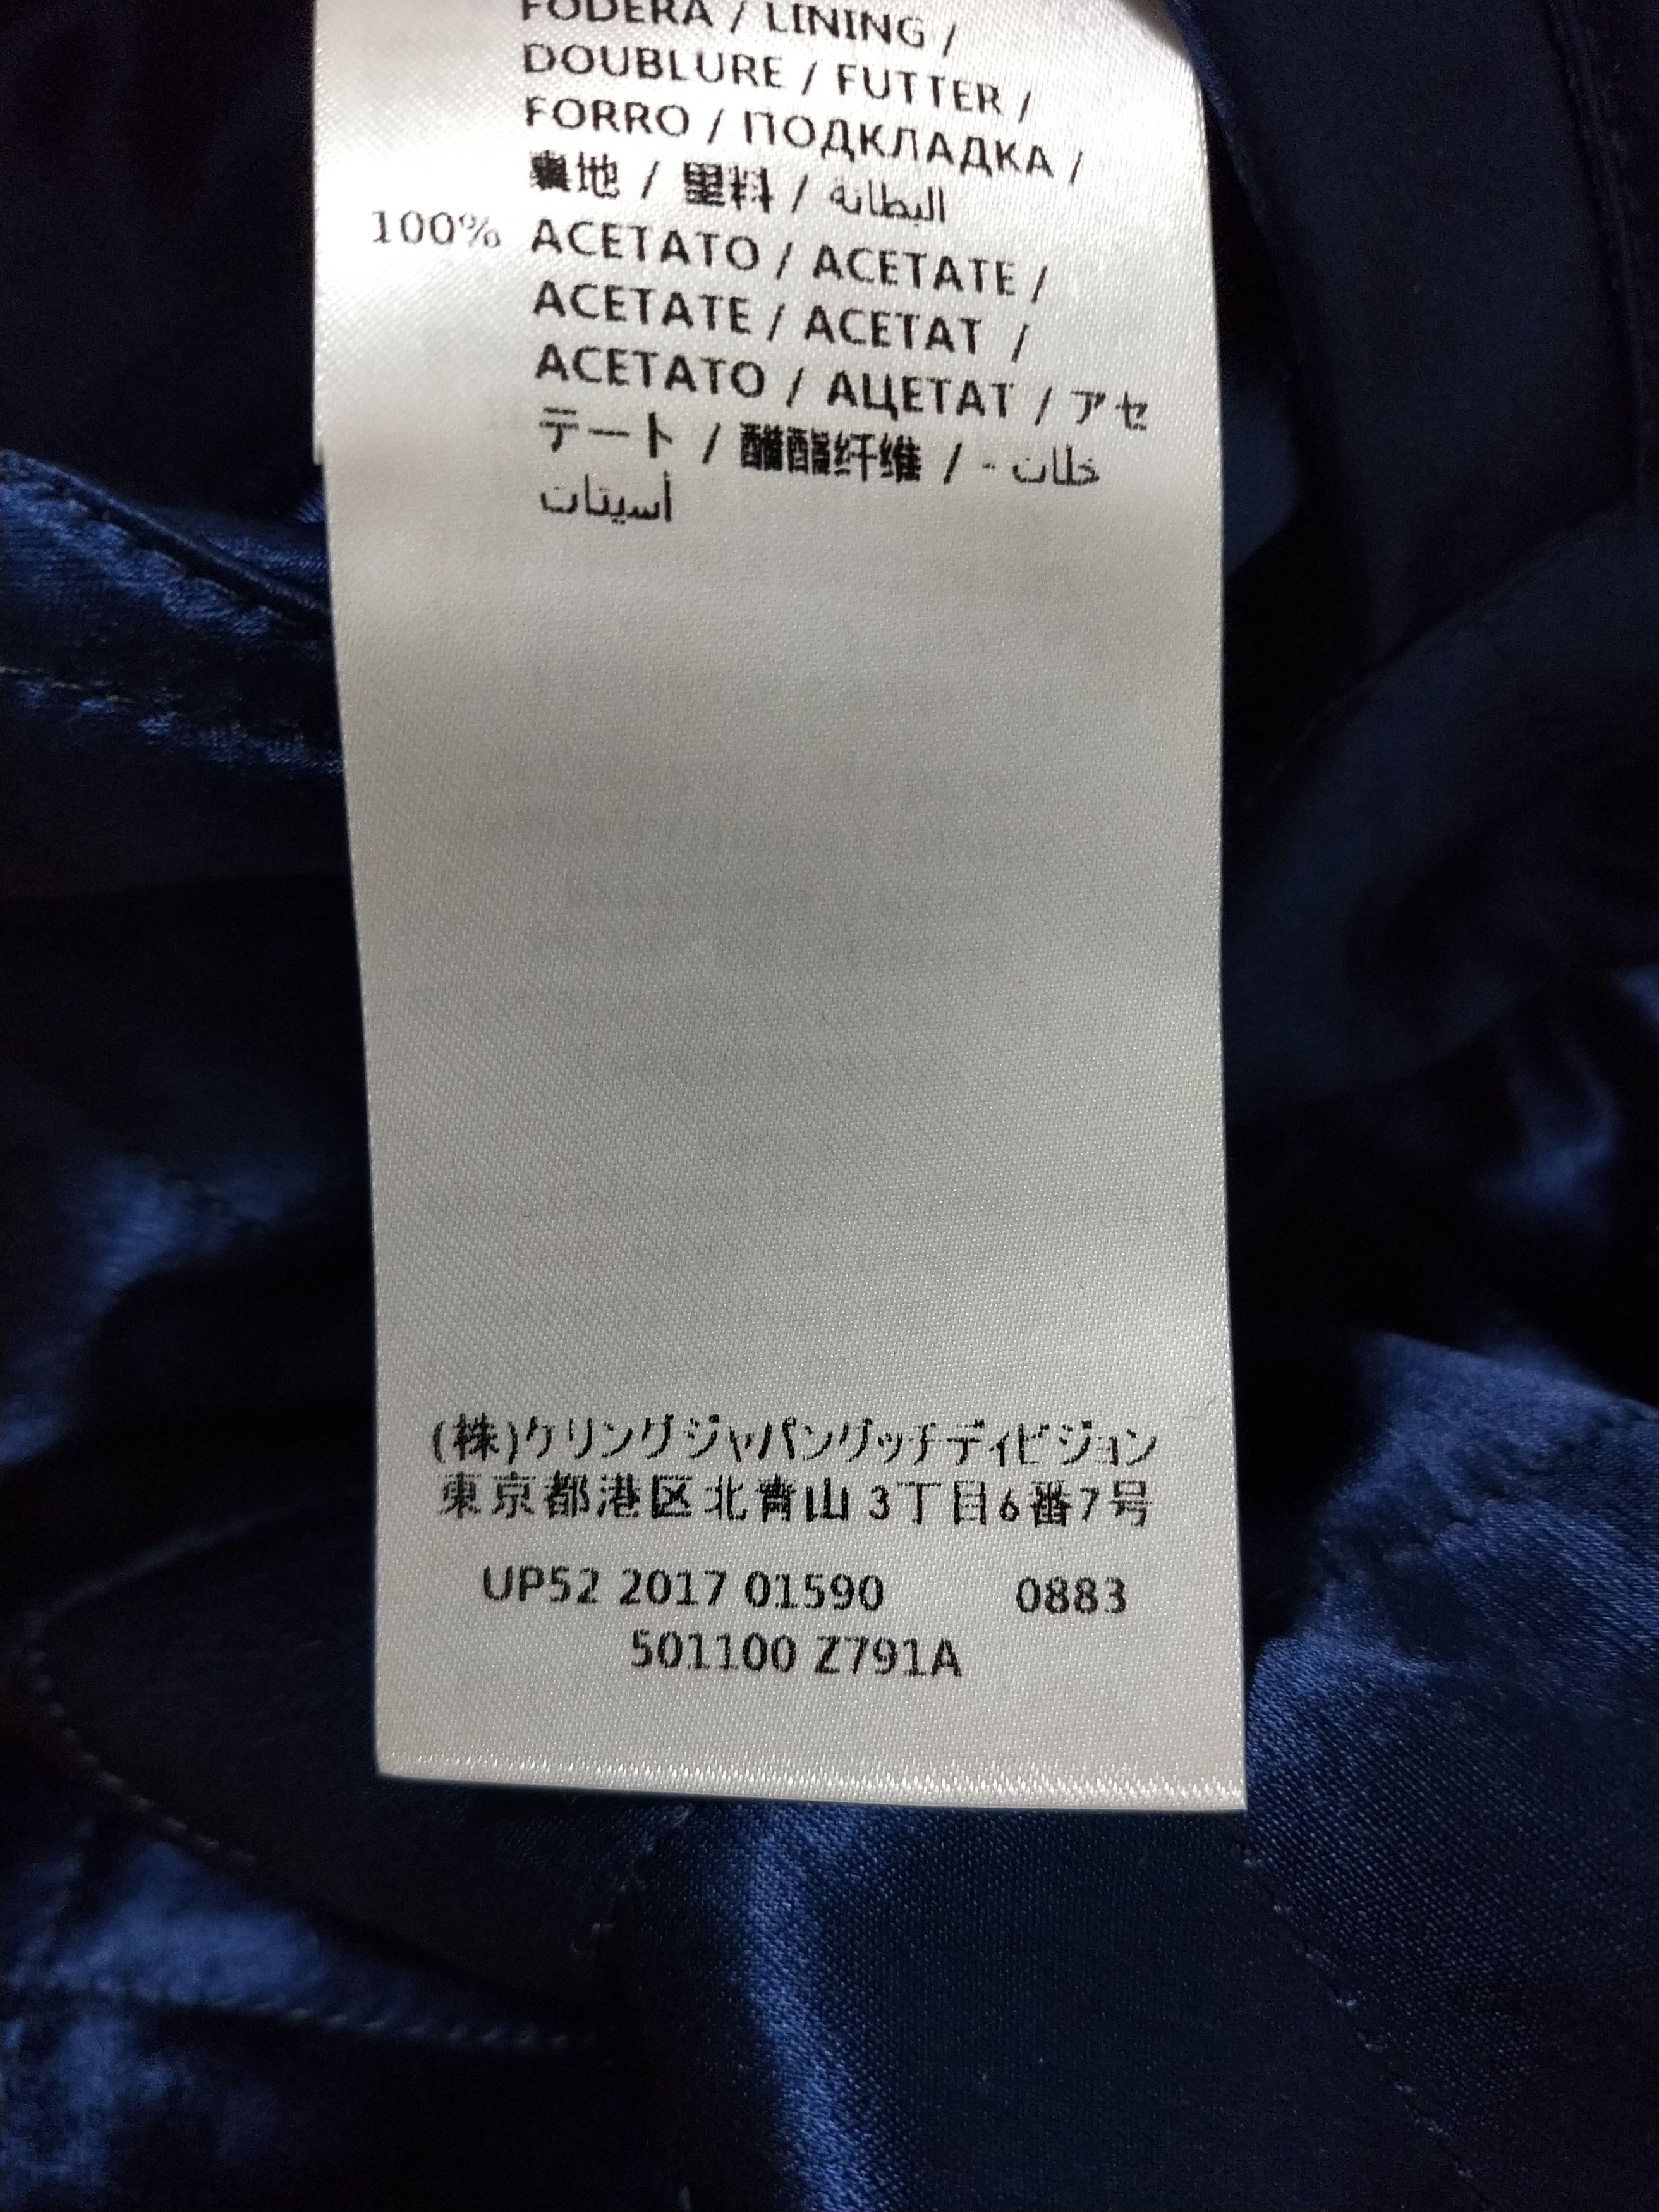 FODERA / LINING /
DOUBLURE / FUTTER /
FORRO / ПОДКЛАДКА /
裏地 / 里料 / البطانة
100% ACETATO / ACETATE /
ACETATE / ACETAT /
ACETATO / АЦЕТАТ / アセ
テート / 醋酯纤维 / خلات -
أسيتات
(株)ケリングジャパングッチディビジョン
東京都港区北青山3丁目6番7号
UP52 2017 01590 0883
501100 Z791A